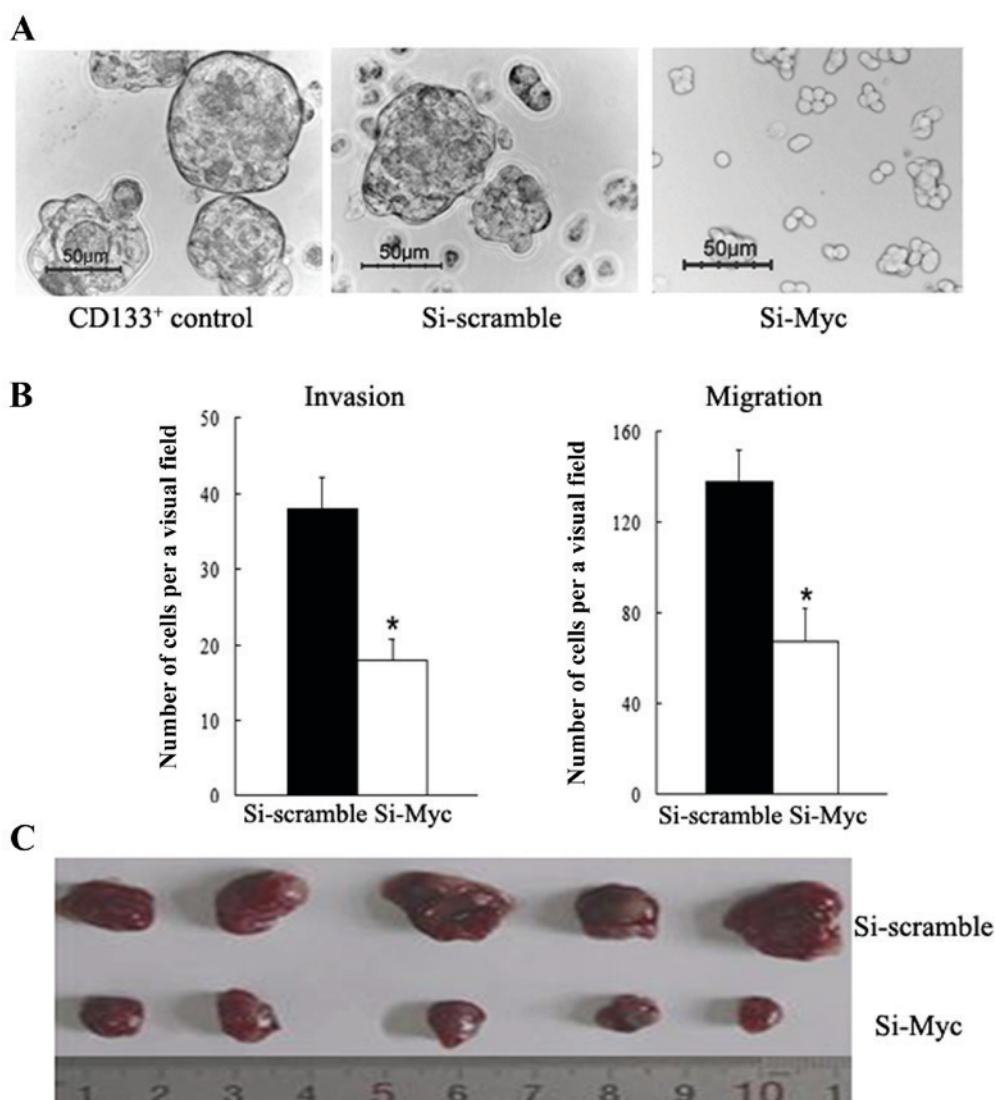 A
50μm
50μm
50μm
CD133⁺ control
Si-scramble
Si-Myc
B
Invasion
Number of cells per a visual field
50
40
30
20
10
0
*
Si-scramble Si-Myc
Migration
Number of cells per a visual field
160
120
80
40
0
*
Si-scramble Si-Myc
C
Si-scramble
Si-Myc
1 2 3 4 5 6 7 8 9 10 1